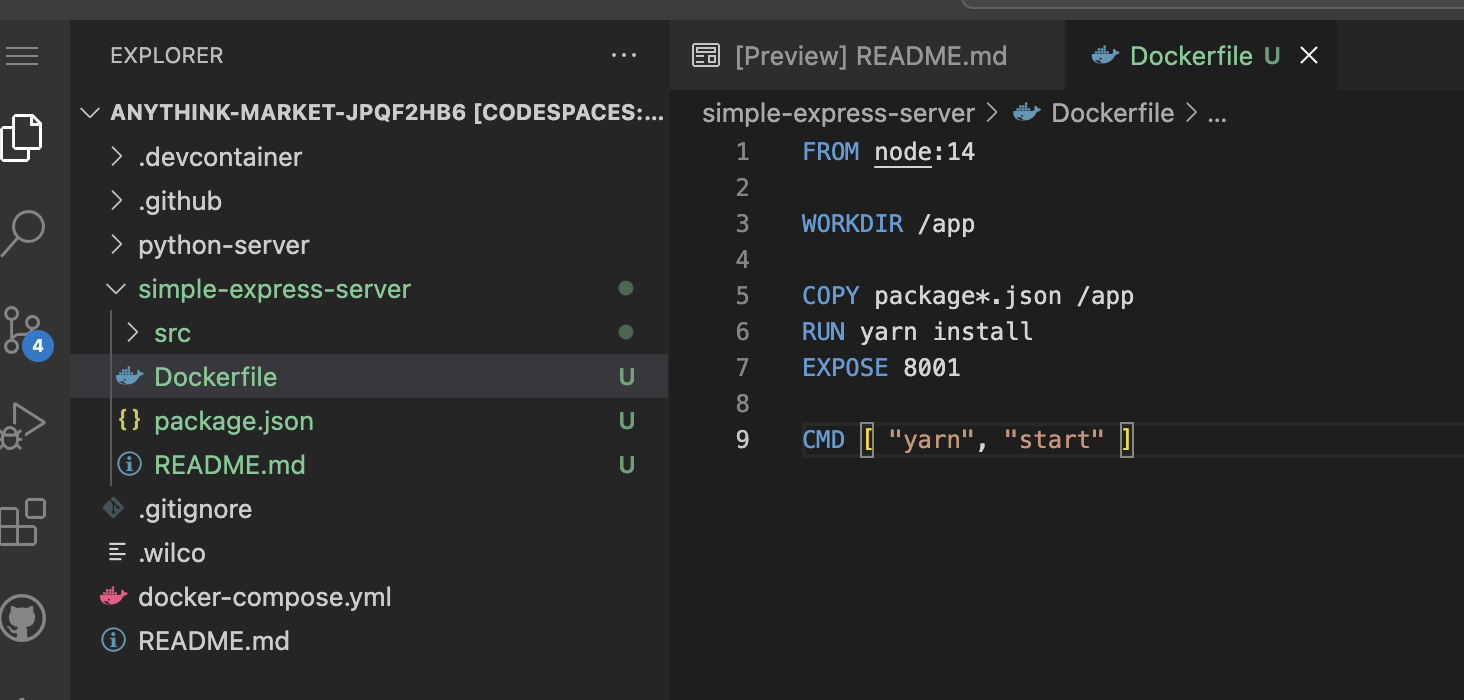 EXPLORER
ANYTHINK-MARKET-JPQF2HB6 [CODESPACES:...
.devcontainer
.github
python-server
simple-express-server
src
Dockerfile U
package.json U
README.md U
.gitignore
.wilco
docker-compose.yml
README.md
4
[Preview] README.md
Dockerfile U
simple-express-server > Dockerfile > ...
1 FROM node:14
2
3 WORKDIR /app
4
5 COPY package*.json /app
6 RUN yarn install
7 EXPOSE 8001
8
9 CMD [ "yarn", "start" ]